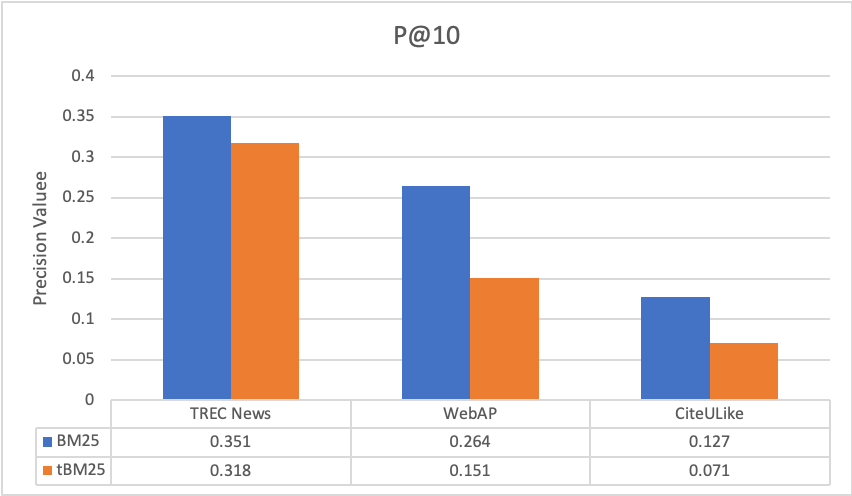 P@10
Precision Valuee
0.4
0.35
0.3
0.25
0.2
0.15
0.1
0.05
0
TREC News WebAP CiteULike
BM25 0.351 0.264 0.127
tBM25 0.318 0.151 0.071